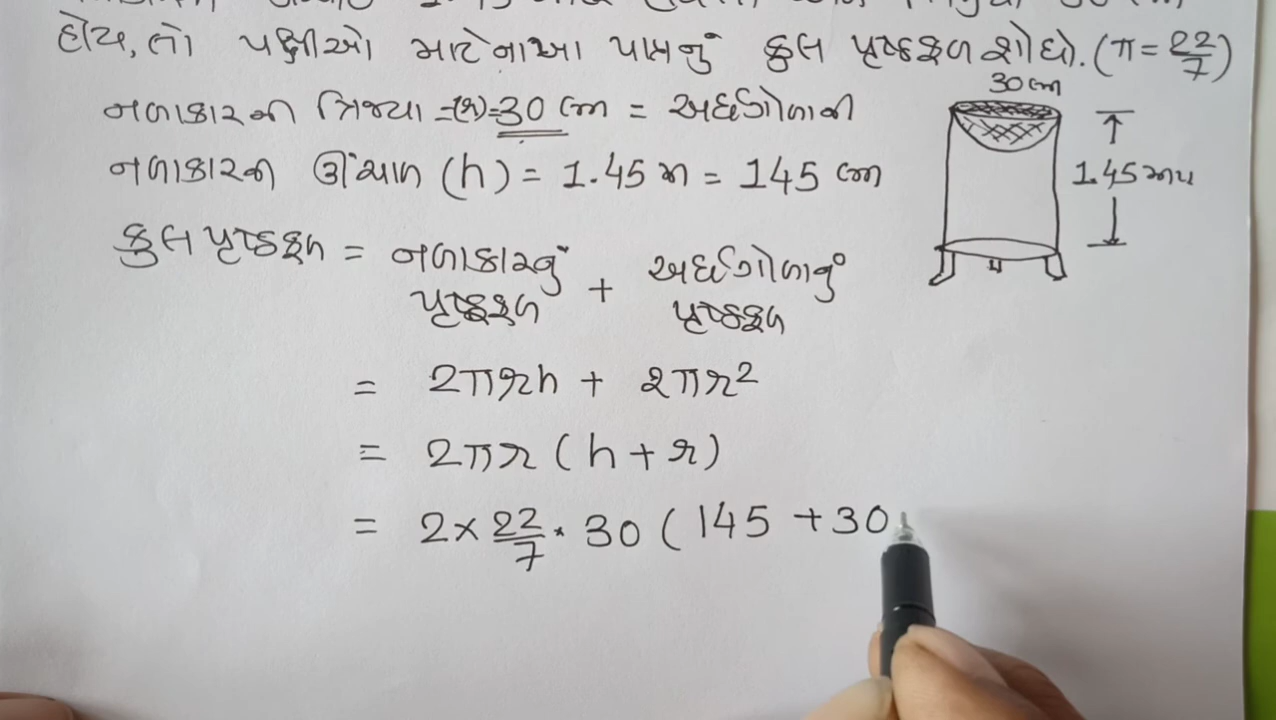 હોય, તો પક્ષીઓ માટેના આ પાત્રનું કુલ પૃષ્ઠફળ શોધો. (π = 22/7)
નળાકારની ત્રિજ્યા =(r)= 30 cm = અર્ધગોળાની
નળાકારની ઊંચાઈ (h) = 1.45 મ = 145 cm
30 cm
1.45 મીટર
કુલ પૃષ્ઠફળ = નળાકારનું પૃષ્ઠફળ + અર્ધગોળાનું પૃષ્ઠફળ
= 2πrh + 2πr²
= 2πr (h + r)
= 2 × 22/7 × 30 ( 145 + 30